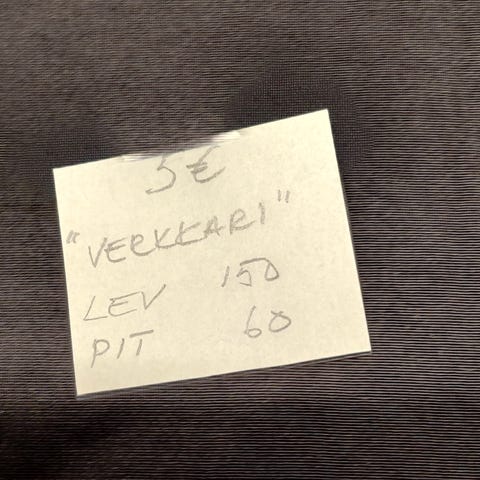 5€
"VERKKARI"
LEV 150
PIT 60